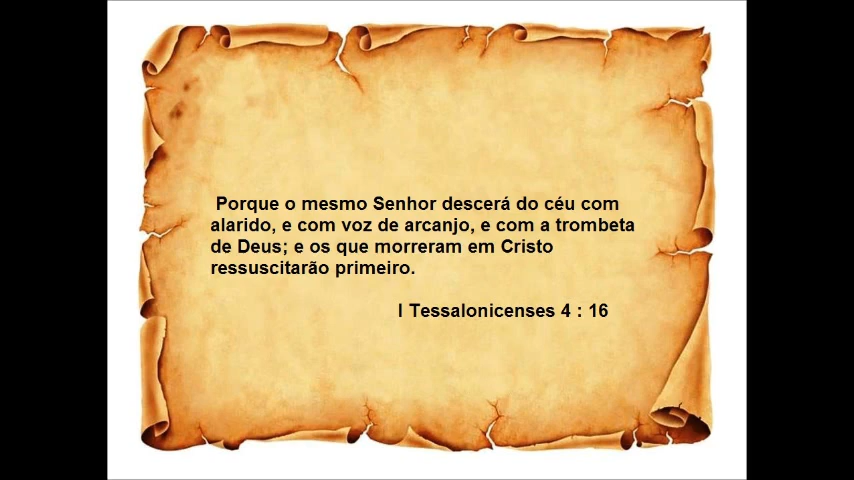 Porque o mesmo Senhor descerá do céu com
alarido, e com voz de arcanjo, e com a trombeta
de Deus; e os que morreram em Cristo
ressuscitarão primeiro.
I Tessalonicenses 4 : 16